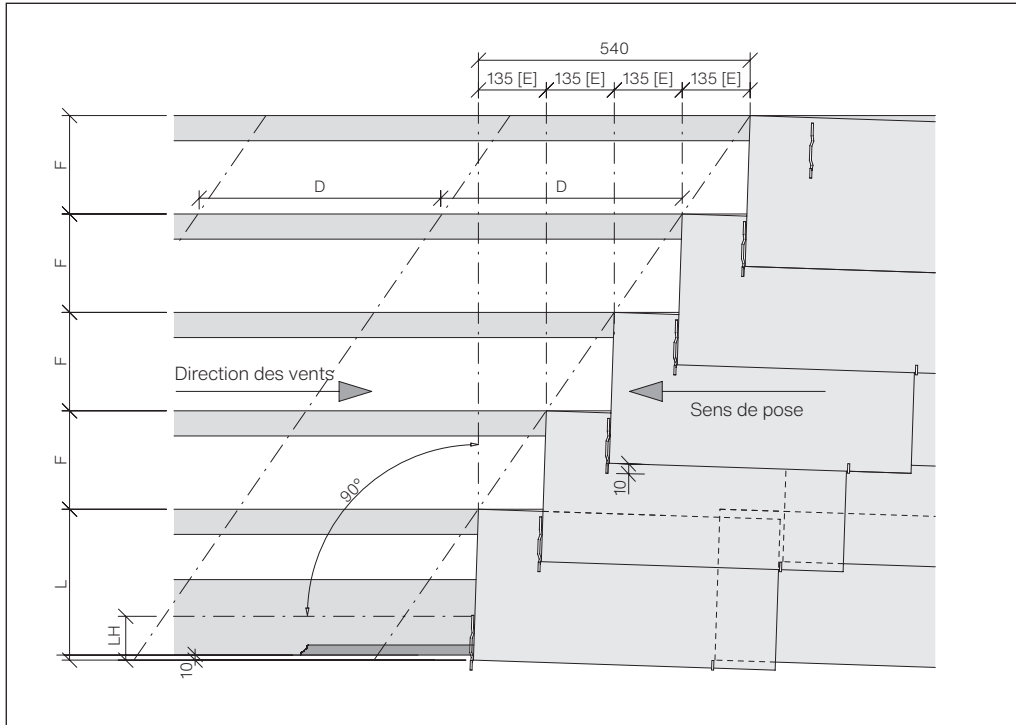 540
135 [E] 135 [E] 135 [E] 135 [E]
F
D D
F
F
Direction des vents
Sens de pose
F
90°
10
L
LH
10